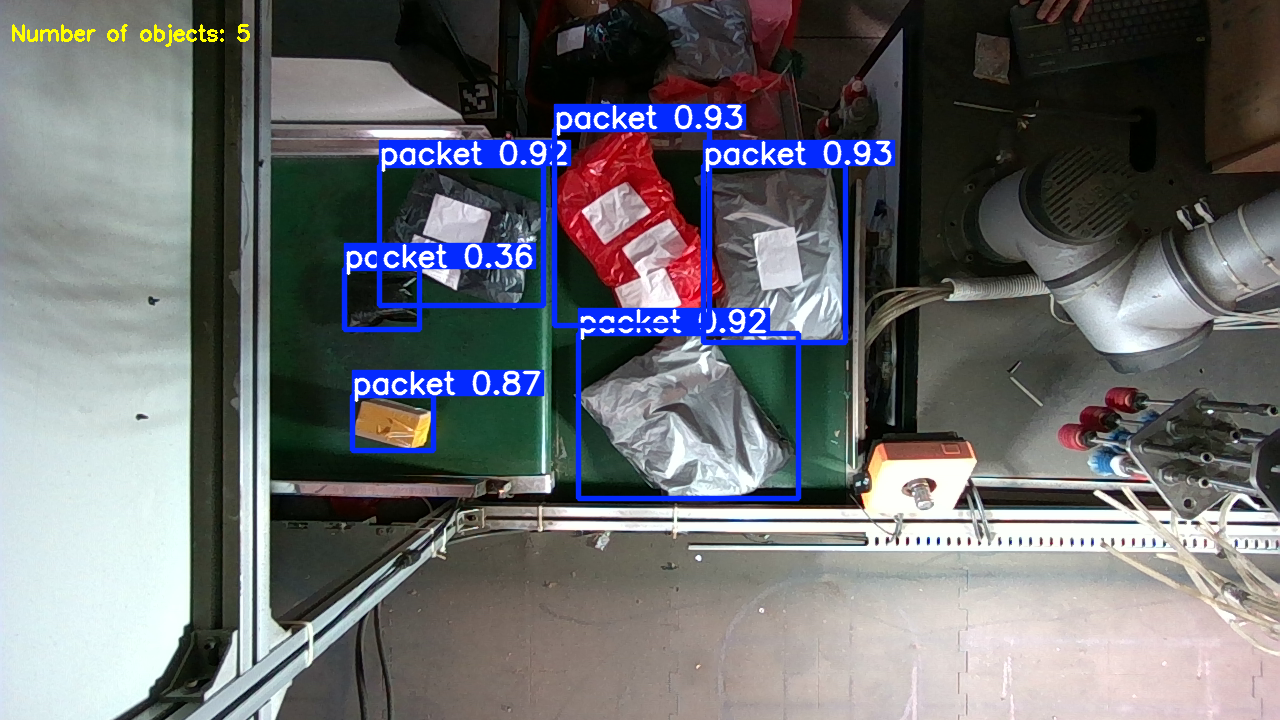 Number of objects: 5
packet 0.93
packet 0.92
packet 0.93
packet 0.36
packet 0.92
packet 0.87